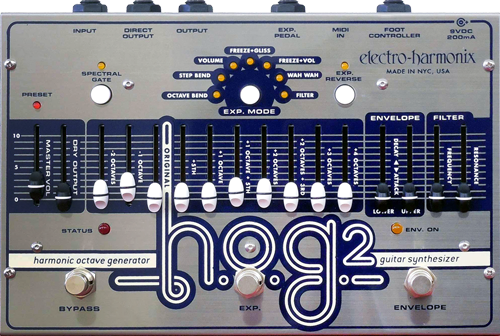 INPUT
DIRECT OUTPUT
OUTPUT
EXP. PEDAL
MIDI IN
FOOT CONTROLLER
9VDC 200mA
electro-harmonix
MADE IN NYC, USA
SPECTRAL GATE
FREEZE+GLISS
VOLUME
FREEZE+VOL
STEP BEND
WAH WAH
OCTAVE BEND
FILTER
EXP. MODE
EXP REVERSE
PRESET
ENVELOPE
FILTER
10
0
MASTER VOL
DRY OUTPUT
-2 OCTAVES
-1 OCTAVE
ORIGINAL
+5TH
+1 OCTAVE
+1 OCTAVE + 5TH
+2 OCTAVES
+2 OCTAVES + 3RD
+3 OCTAVES
+4 OCTAVES
DECAY
ATTACK
LOWER
UPPER
FREQUENCY
RESONANCE
STATUS
ENV. ON
h.o.g.2
harmonic octave generator
guitar synthesizer
BYPASS
EXP.
ENVELOPE